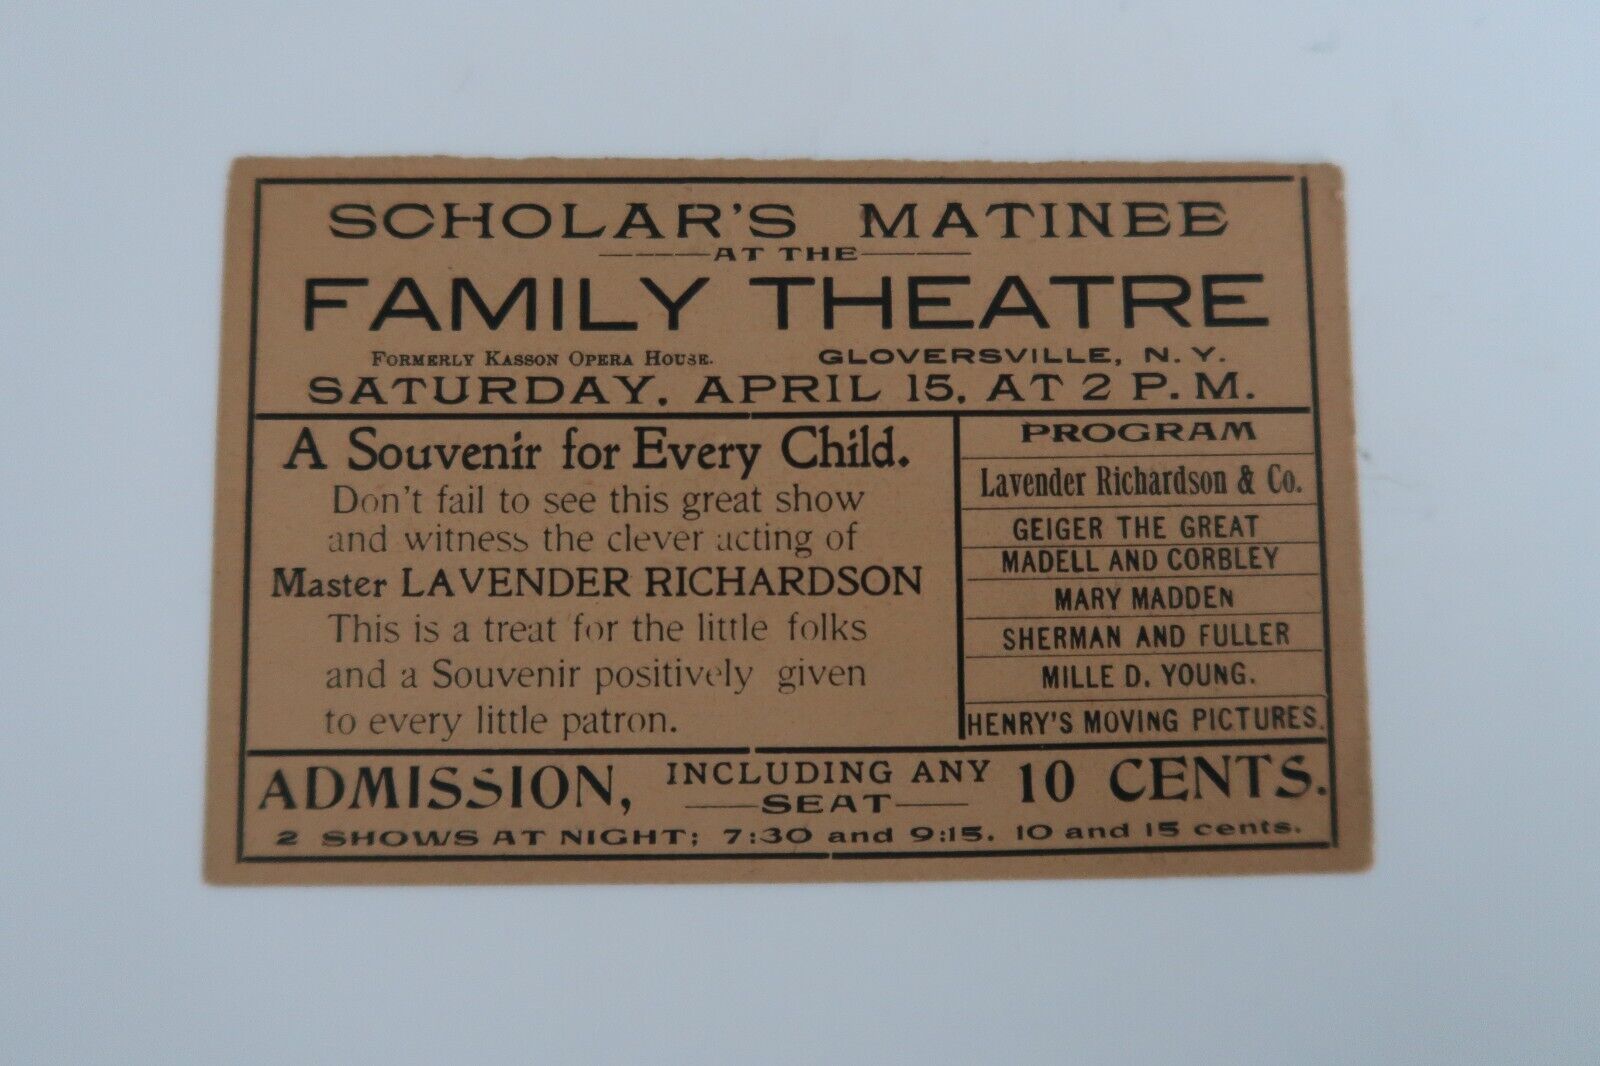 SCHOLAR'S MATINEE
AT THE
FAMILY THEATRE
FORMERLY KASSON OPERA HOUSE. GLOVERSVILLE, N. Y.
SATURDAY, APRIL 15, AT 2 P. M.
A Souvenir for Every Child.
Don't fail to see this great show
and witness the clever acting of
Master LAVENDER RICHARDSON
This is a treat for the little folks
and a Souvenir positively given
to every little patron.
PROGRAM
Lavender Richardson & Co.
GEIGER THE GREAT
MADELL AND CORBLEY
MARY MADDEN
SHERMAN AND FULLER
MILLE D. YOUNG.
HENRY'S MOVING PICTURES.
ADMISSION, INCLUDING ANY SEAT 10 CENTS.
2 SHOWS AT NIGHT; 7:30 and 9:15. 10 and 15 cents.